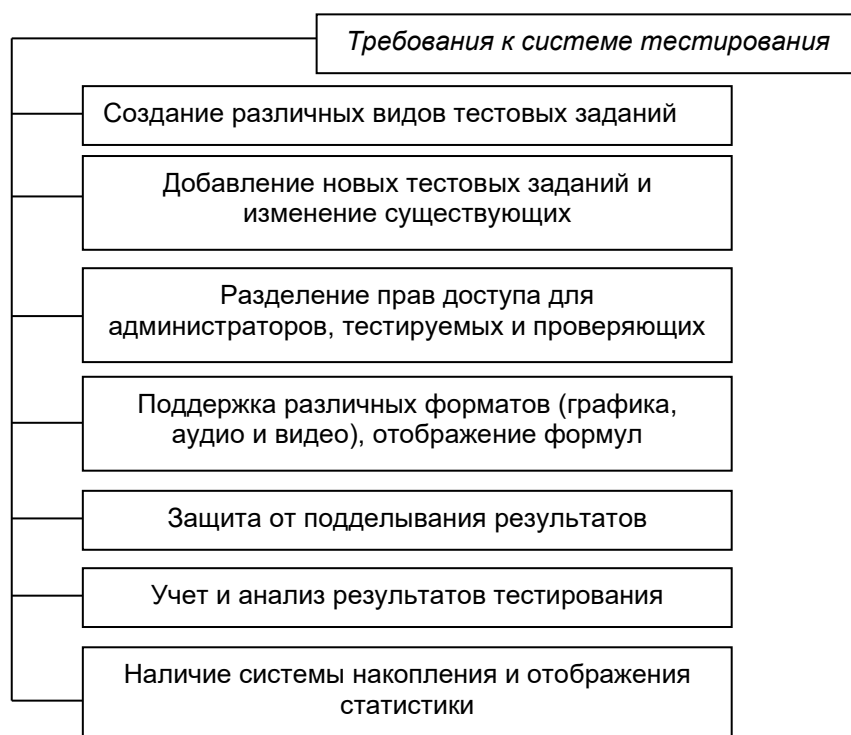 Требования к системе тестирования
Создание различных видов тестовых заданий
Добавление новых тестовых заданий и
изменение существующих
Разделение прав доступа для
администраторов, тестируемых и проверяющих
Поддержка различных форматов (графика,
аудио и видео), отображение формул
Защита от подделывания результатов
Учет и анализ результатов тестирования
Наличие системы накопления и отображения
статистики